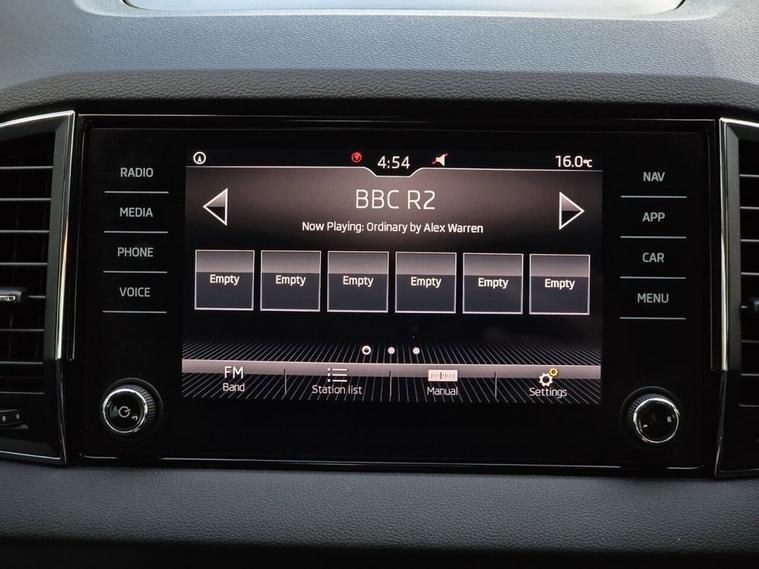 RADIO
MEDIA
PHONE
VOICE
4:54
16.0°C
BBC R2
Now Playing: Ordinary by Alex Warren
Empty Empty Empty Empty Empty Empty
FM
Band
Station list
Manual
Settings
NAV
APP
CAR
MENU